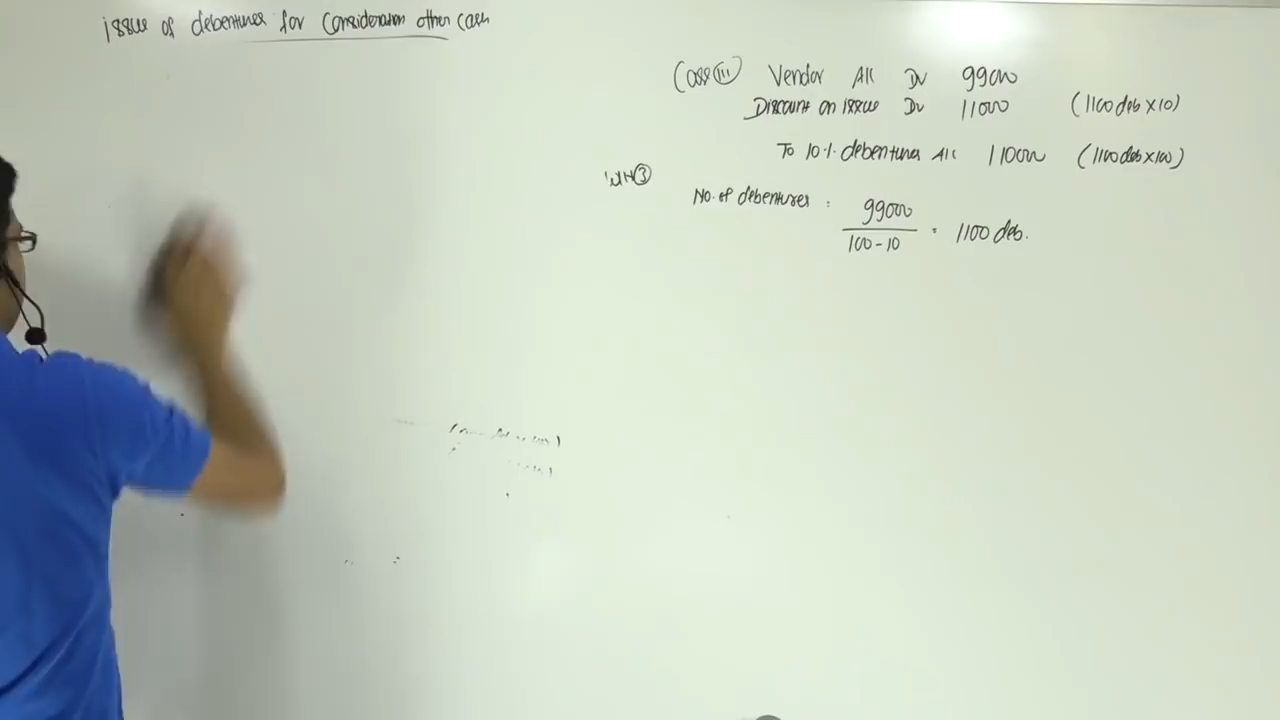 issue of debentures for consideration other cash
Case (III) Vendor A/c Dr 99000
Discount on issue Dr 11000 (1100 deb x 10)
To 10% debentures A/c 110000 (1100 deb x 100)
WN ③
No. of debentures = 99000 / 100 - 10 = 1100 deb.